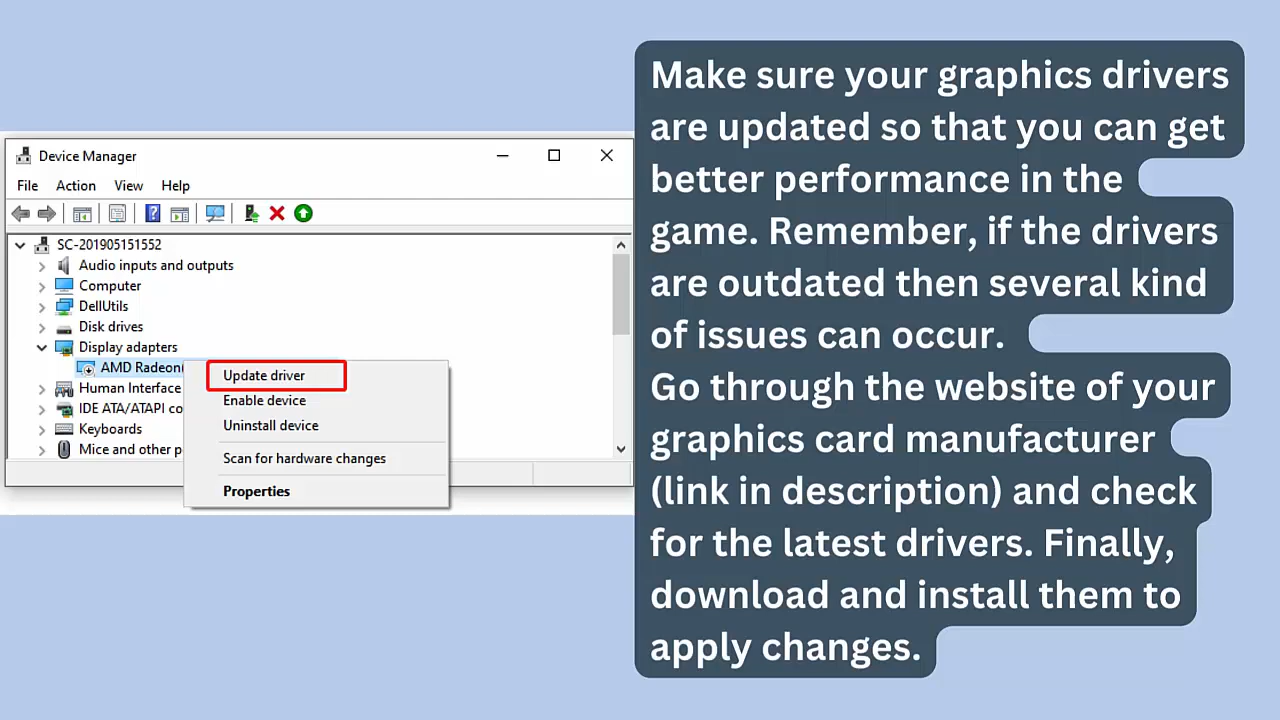 Device Manager
File Action View Help
SC-201905151552
Audio inputs and outputs
Computer
DellUtils
Disk drives
Display adapters
AMD Radeon(
Update driver
Human Interface
Enable device
IDE ATA/ATAPI co
Uninstall device
Keyboards
Mice and other p
Scan for hardware changes
Properties
Make sure your graphics drivers
are updated so that you can get
better performance in the
game. Remember, if the drivers
are outdated then several kind
of issues can occur.
Go through the website of your
graphics card manufacturer
(link in description) and check
for the latest drivers. Finally,
download and install them to
apply changes.